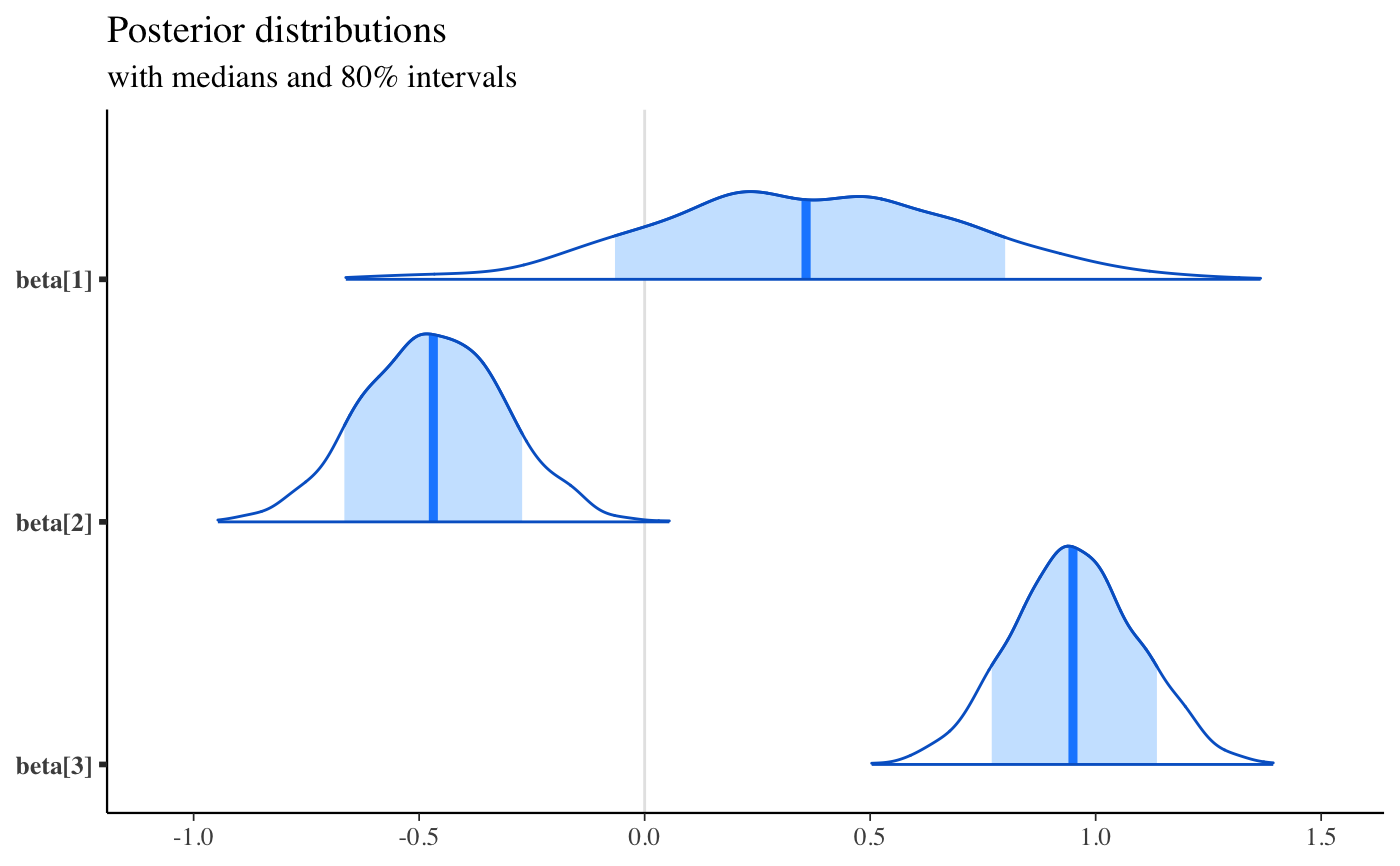 Posterior distributions
with medians and 80% intervals
beta[1]
beta[2]
beta[3]
-1.0 -0.5 0.0 0.5 1.0 1.5